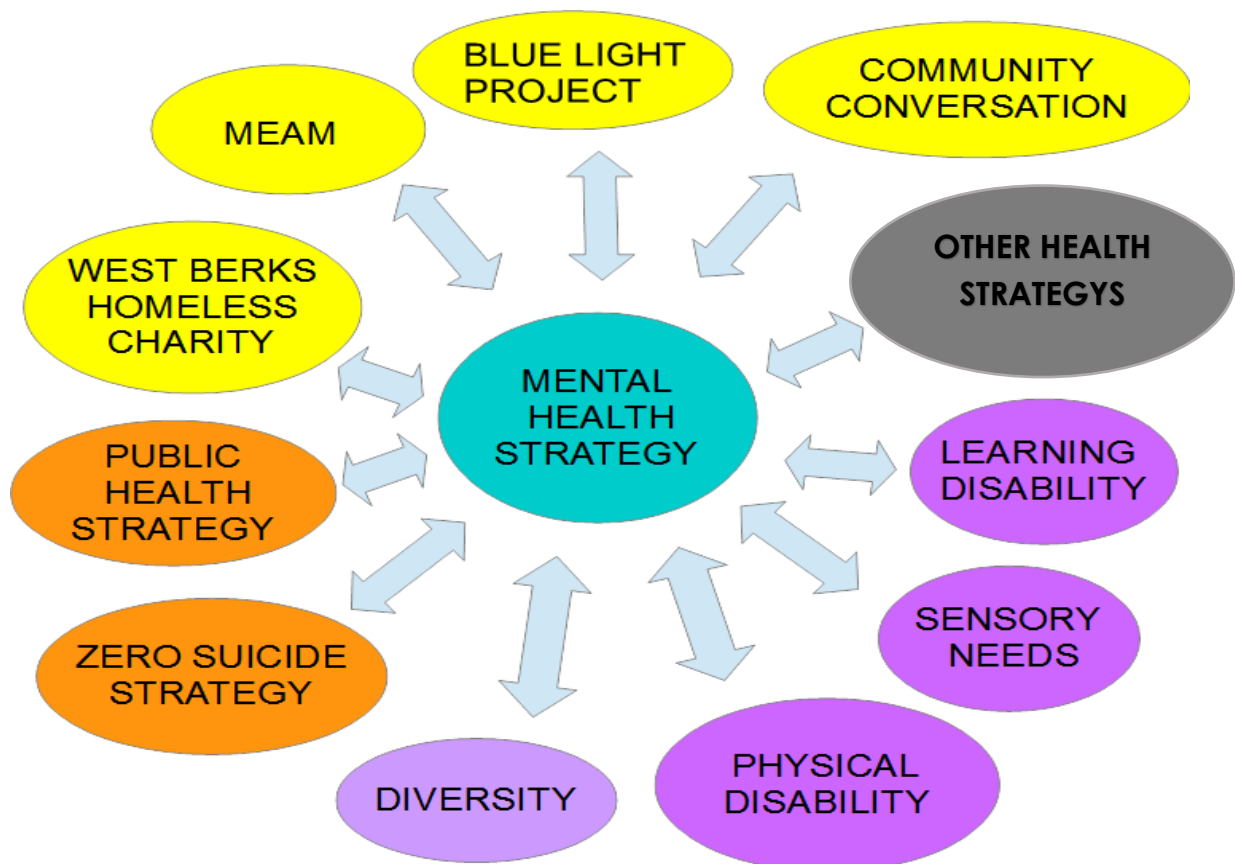 BLUE LIGHT
PROJECT
COMMUNITY
CONVERSATION
MEAM
OTHER HEALTH
STRATEGYS
WEST BERKS
HOMELESS
CHARITY
MENTAL
HEALTH
STRATEGY
LEARNING
DISABILITY
PUBLIC
HEALTH
STRATEGY
SENSORY
NEEDS
ZERO SUICIDE
STRATEGY
PHYSICAL
DISABILITY
DIVERSITY